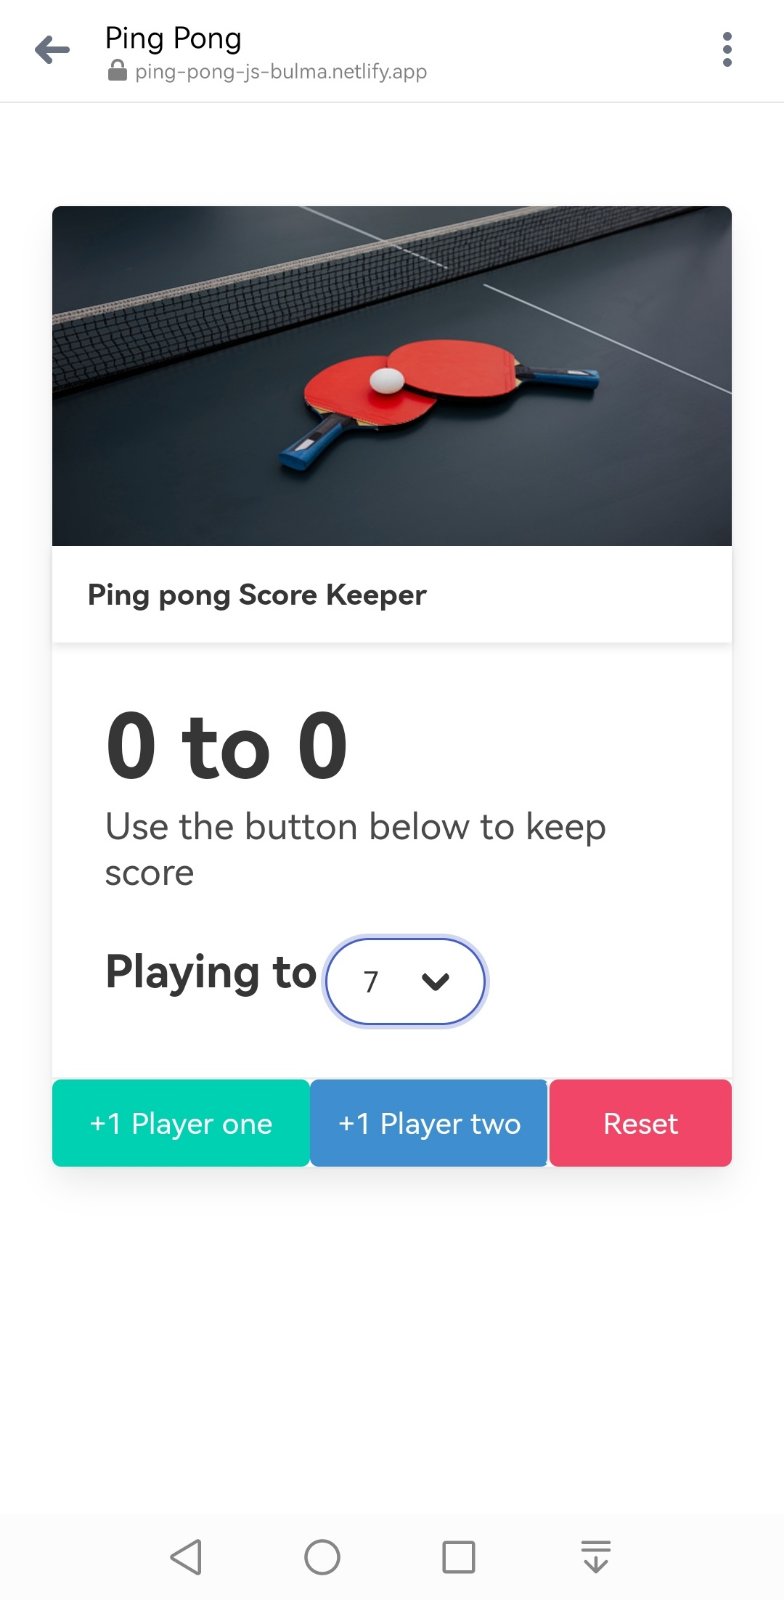 Ping Pong
ping-pong-js-bulma.netlify.app
Ping pong Score Keeper
0 to 0
Use the button below to keep
score
Playing to 7
+1 Player one +1 Player two Reset